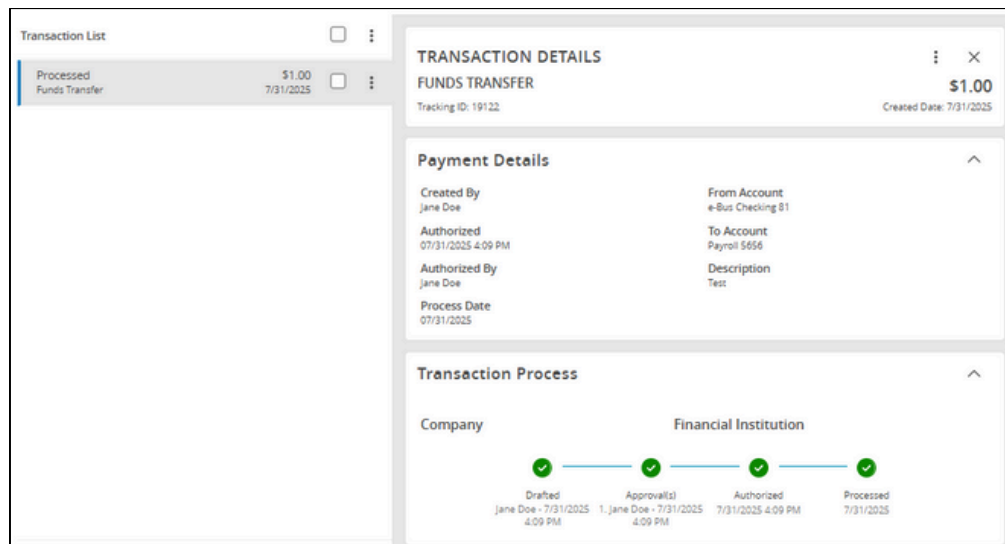 Transaction List
Processed
$1.00
Funds Transfer
7/31/2025
TRANSACTION DETAILS
FUNDS TRANSFER
$1.00
Tracking ID: 19122
Created Date: 7/31/2025
Payment Details
Created By
Jane Doe
From Account
e-Bus Checking 81
Authorized
07/31/2025 4:09 PM
To Account
Payroll 5656
Authorized By
Jane Doe
Description
Test
Process Date
07/31/2025
Transaction Process
Company
Financial Institution
Drafted
Jane Doe - 7/31/2025
4:09 PM
Approval(s)
1. Jane Doe - 7/31/2025
4:09 PM
Authorized
7/31/2025 4:09 PM
Processed
7/31/2025